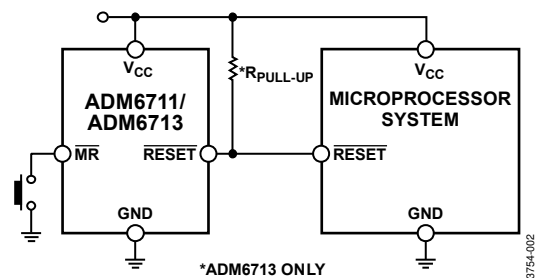 VCC
*RPULL-UP
VCC
ADM6711/
ADM6713
MICROPROCESSOR
SYSTEM
MR
RESET
RESET
GND
GND
*ADM6713 ONLY
3754-002